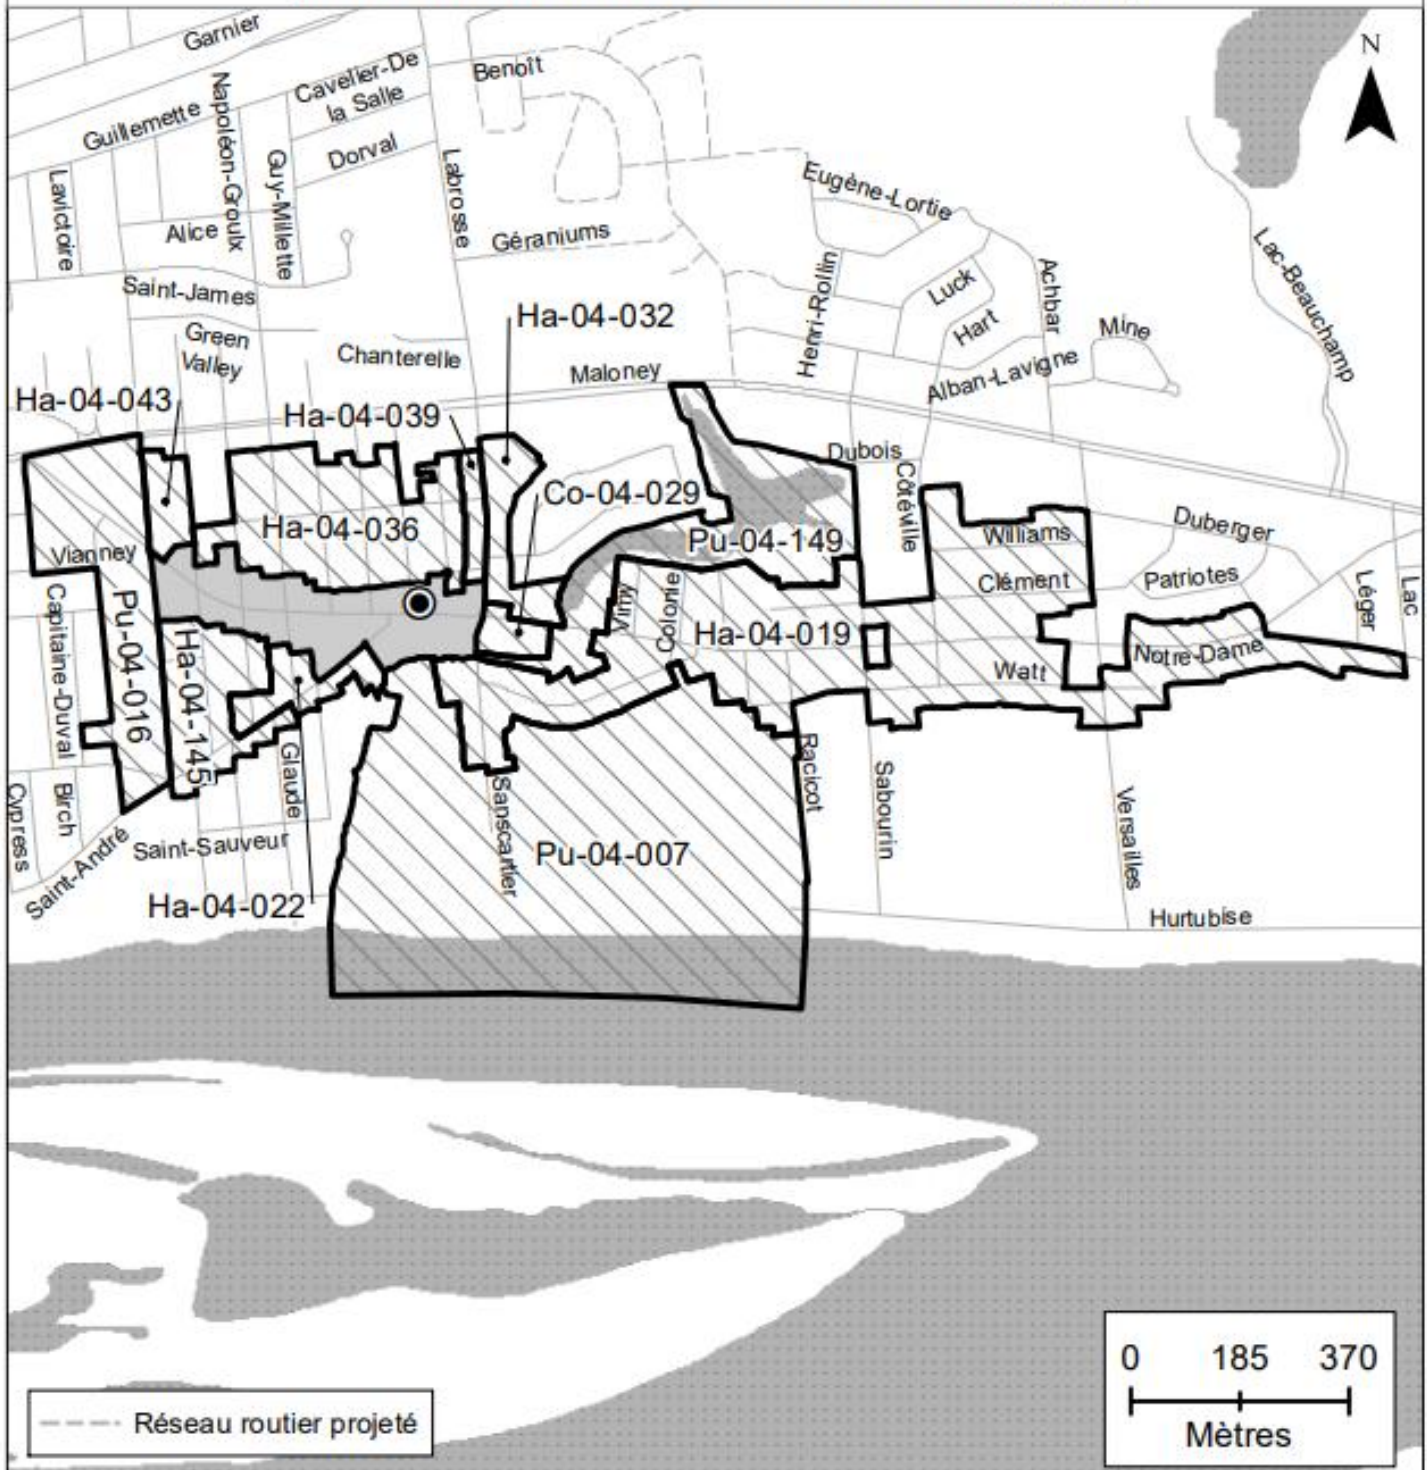 Garnier
N
Benoît
Cavelier-De
la Salle
Guillemette
Napoléon-Groulx
Dorval
Guy-Millette
Labrosse
Lavictoire
Eugène-Lortie
Alice
Géraniums
Lac-Beauchamp
Saint-James
Henri-Rollin
Luck
Achbar
Ha-04-032
Hart
Mine
Green
Valley
Chanterelle
Maloney
Alban-Lavigne
Ha-04-043
Ha-04-039
Dubois
Co-04-029
Côtéville
Ha-04-036
Pu-04-149
Williams
Duberger
Vianney
Clément
Patriotes
Léger
Lac
Capitaine-Duval
Pu-04-016
Ha-04-145
Vimy
Colonie
Ha-04-019
Notre-Dame
Watt
Glaude
Racicot
Sabourin
Versailles
Sanscartier
Cypress
Birch
Saint-André
Saint-Sauveur
Pu-04-007
Ha-04-022
Hurtubise
0 185 370
Mètres
Réseau routier projeté